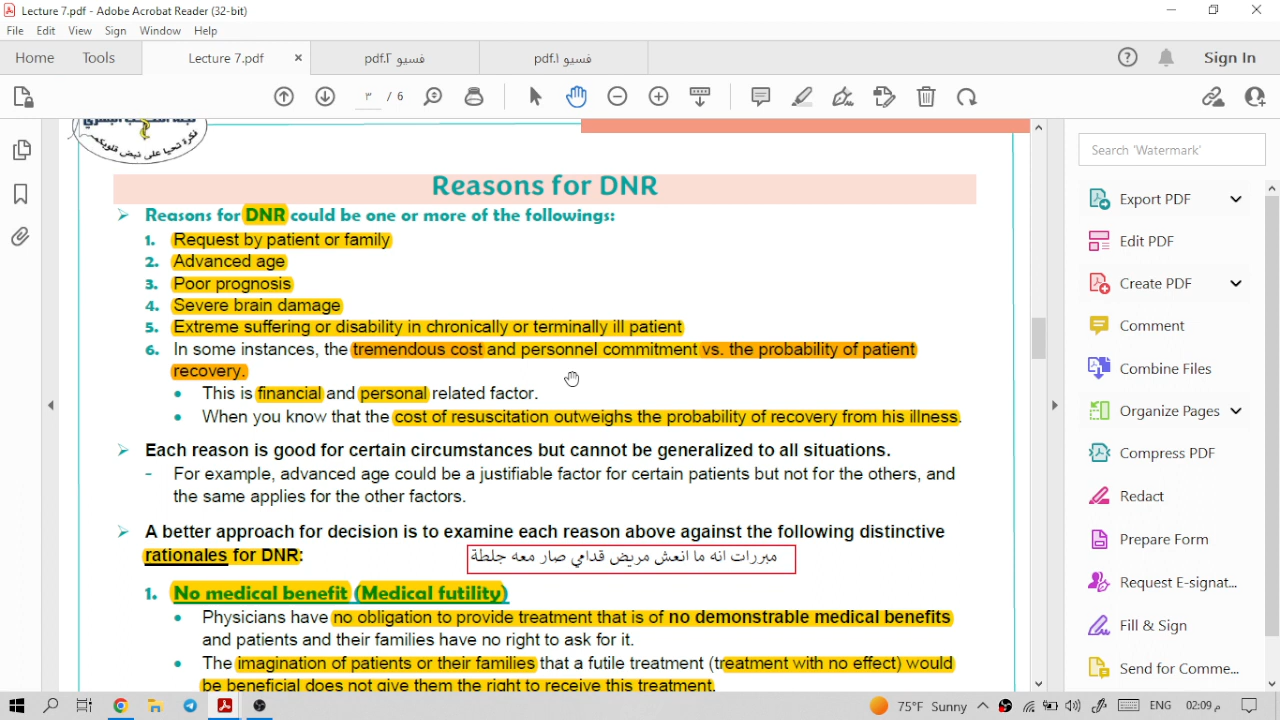 Lecture 7.pdf - Adobe Acrobat Reader (32-bit)
File Edit View Sign Window Help
Home Tools Lecture 7.pdf × فسيو ٢.pdf فسيو ١.pdf Sign In
٣ / 6
Search 'Watermark'
فكرة تحيا على نبض قلوبكم
Reasons for DNR
➢ Reasons for DNR could be one or more of the followings:
1. Request by patient or family
2. Advanced age
3. Poor prognosis
4. Severe brain damage
5. Extreme suffering or disability in chronically or terminally ill patient
6. In some instances, the tremendous cost and personnel commitment vs. the probability of patient
recovery.
• This is financial and personal related factor.
• When you know that the cost of resuscitation outweighs the probability of recovery from his illness.
➢ Each reason is good for certain circumstances but cannot be generalized to all situations.
- For example, advanced age could be a justifiable factor for certain patients but not for the others, and
the same applies for the other factors.
➢ A better approach for decision is to examine each reason above against the following distinctive
rationales for DNR:
مبررات انه ما انعش مريض قدامي صار معه جلطة
1. No medical benefit (Medical futility)
• Physicians have no obligation to provide treatment that is of no demonstrable medical benefits
and patients and their families have no right to ask for it.
• The imagination of patients or their families that a futile treatment (treatment with no effect) would
be beneficial does not give them the right to receive this treatment.
Export PDF
Edit PDF
Create PDF
Comment
Combine Files
Organize Pages
Compress PDF
Redact
Prepare Form
Request E-signat...
Fill & Sign
Send for Comme...
75°F Sunny ENG 02:09 م